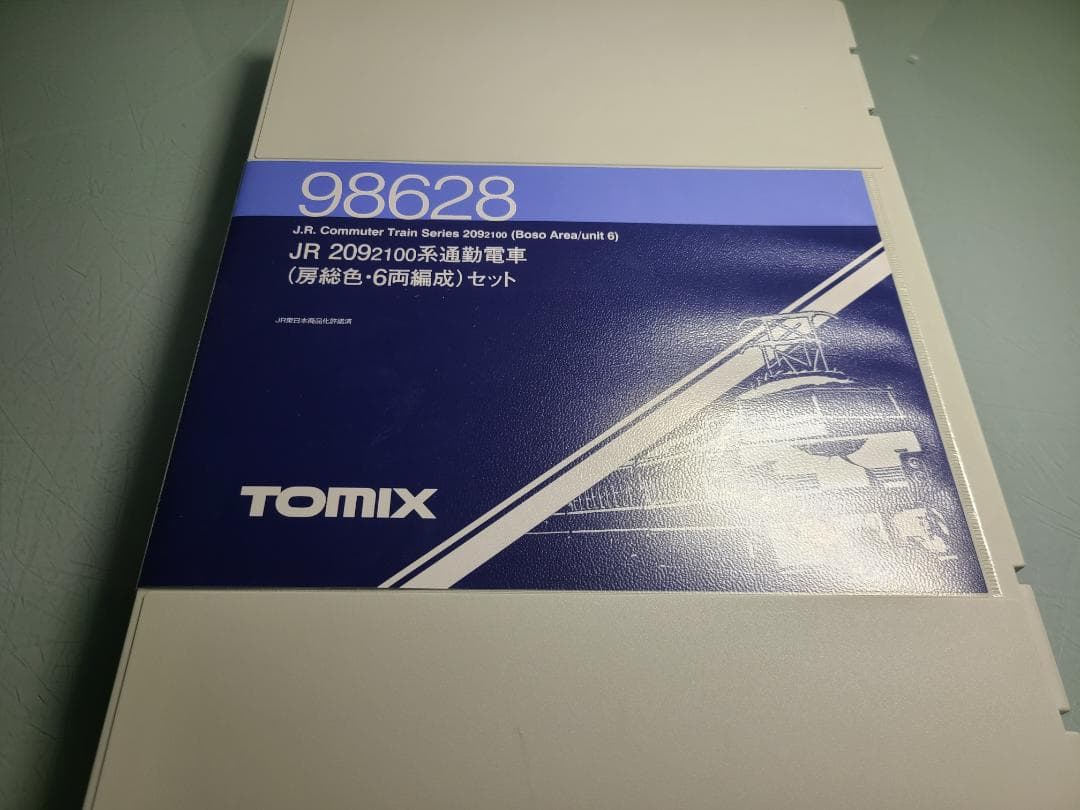 98628
J.R. Commuter Train Series 2092100 (Boso Area/unit 6)
JR 2092100系通勤電車
(房総色・6両編成)セット
JR東日本商品化許諾済
TOMIX